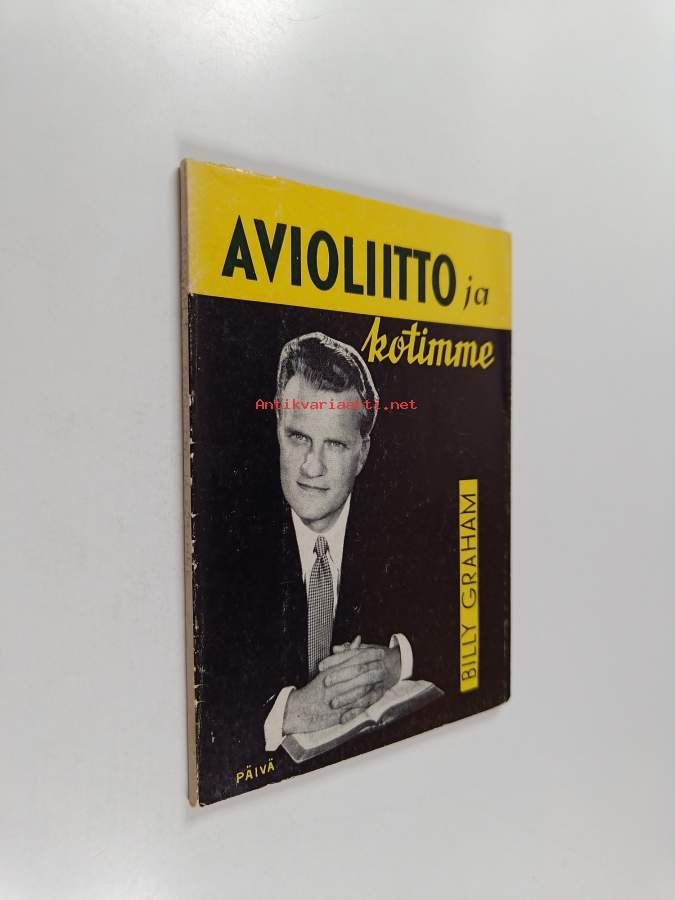 AVIOLIITTO ja
kotimme
Antikvariaatti.net
BILLY GRAHAM
PÄIVÄ